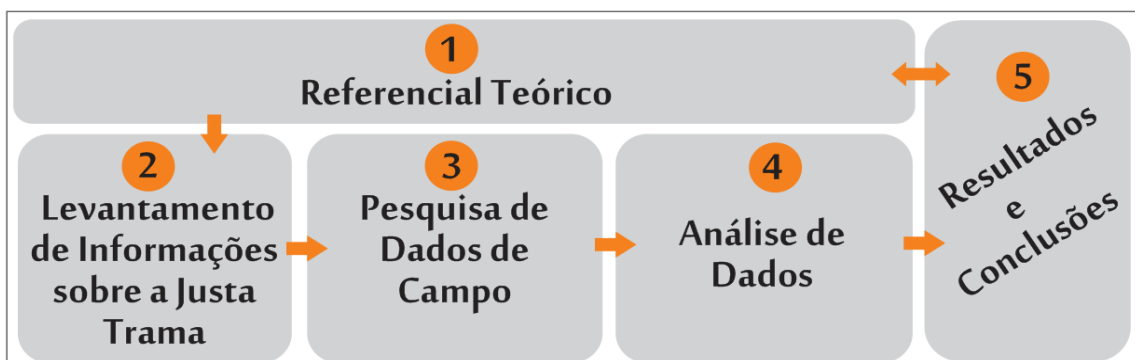 1
Referencial Teórico
2
Levantamento
de Informações
sobre a Justa
Trama
3
Pesquisa de
Dados de
Campo
4
Análise de
Dados
5
Resultados
e
Conclusões